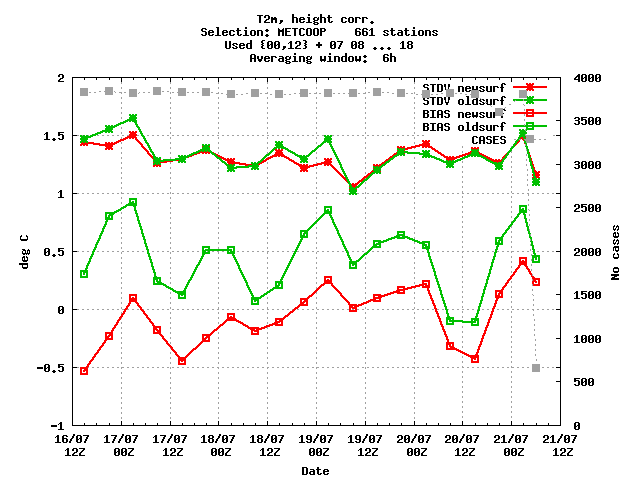 T2m, height corr.
Selection: METCOOP    661 stations
Used {00,12} + 07 08 ... 18
Averaging window:  6h
STDV newsurf
STDV oldsurf
BIAS newsurf
BIAS oldsurf
CASES
2
1.5
1
0.5
0
-0.5
-1
deg C
4000
3500
3000
2500
2000
1500
1000
500
0
No cases
16/07 17/07 17/07 18/07 18/07 19/07 19/07 20/07 20/07 21/07 21/07
12Z 00Z 12Z 00Z 12Z 00Z 12Z 00Z 12Z 00Z 12Z
Date